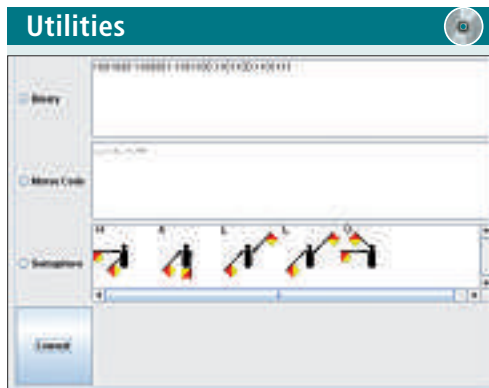 Utilities
Binary
Morse Code
H A L L O
Semaphore
Convert